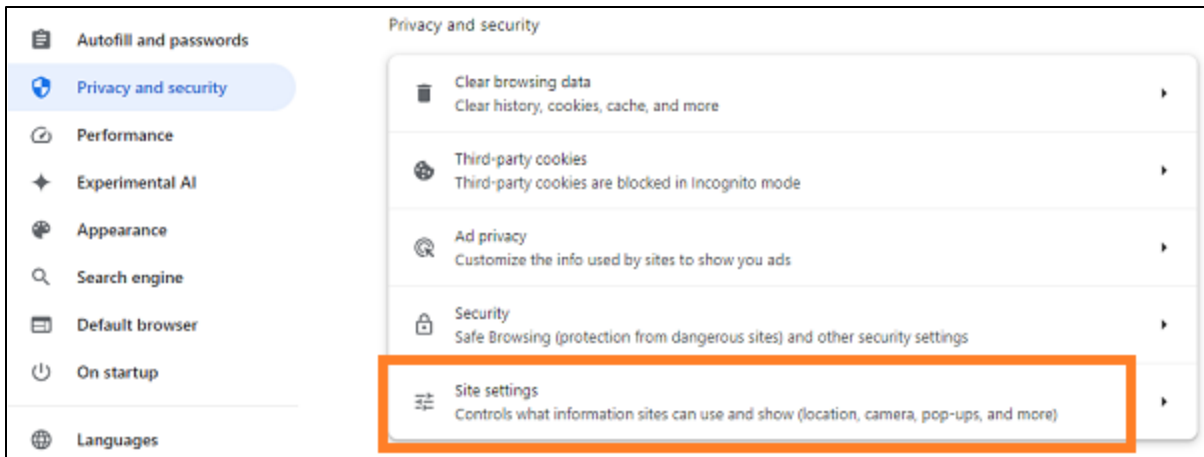 Autofill and passwords
Privacy and security
Performance
Experimental AI
Appearance
Search engine
Default browser
On startup
Languages
Privacy and security
Clear browsing data
Clear history, cookies, cache, and more
Third-party cookies
Third-party cookies are blocked in Incognito mode
Ad privacy
Customize the info used by sites to show you ads
Security
Safe Browsing (protection from dangerous sites) and other security settings
Site settings
Controls what information sites can use and show (location, camera, pop-ups, and more)